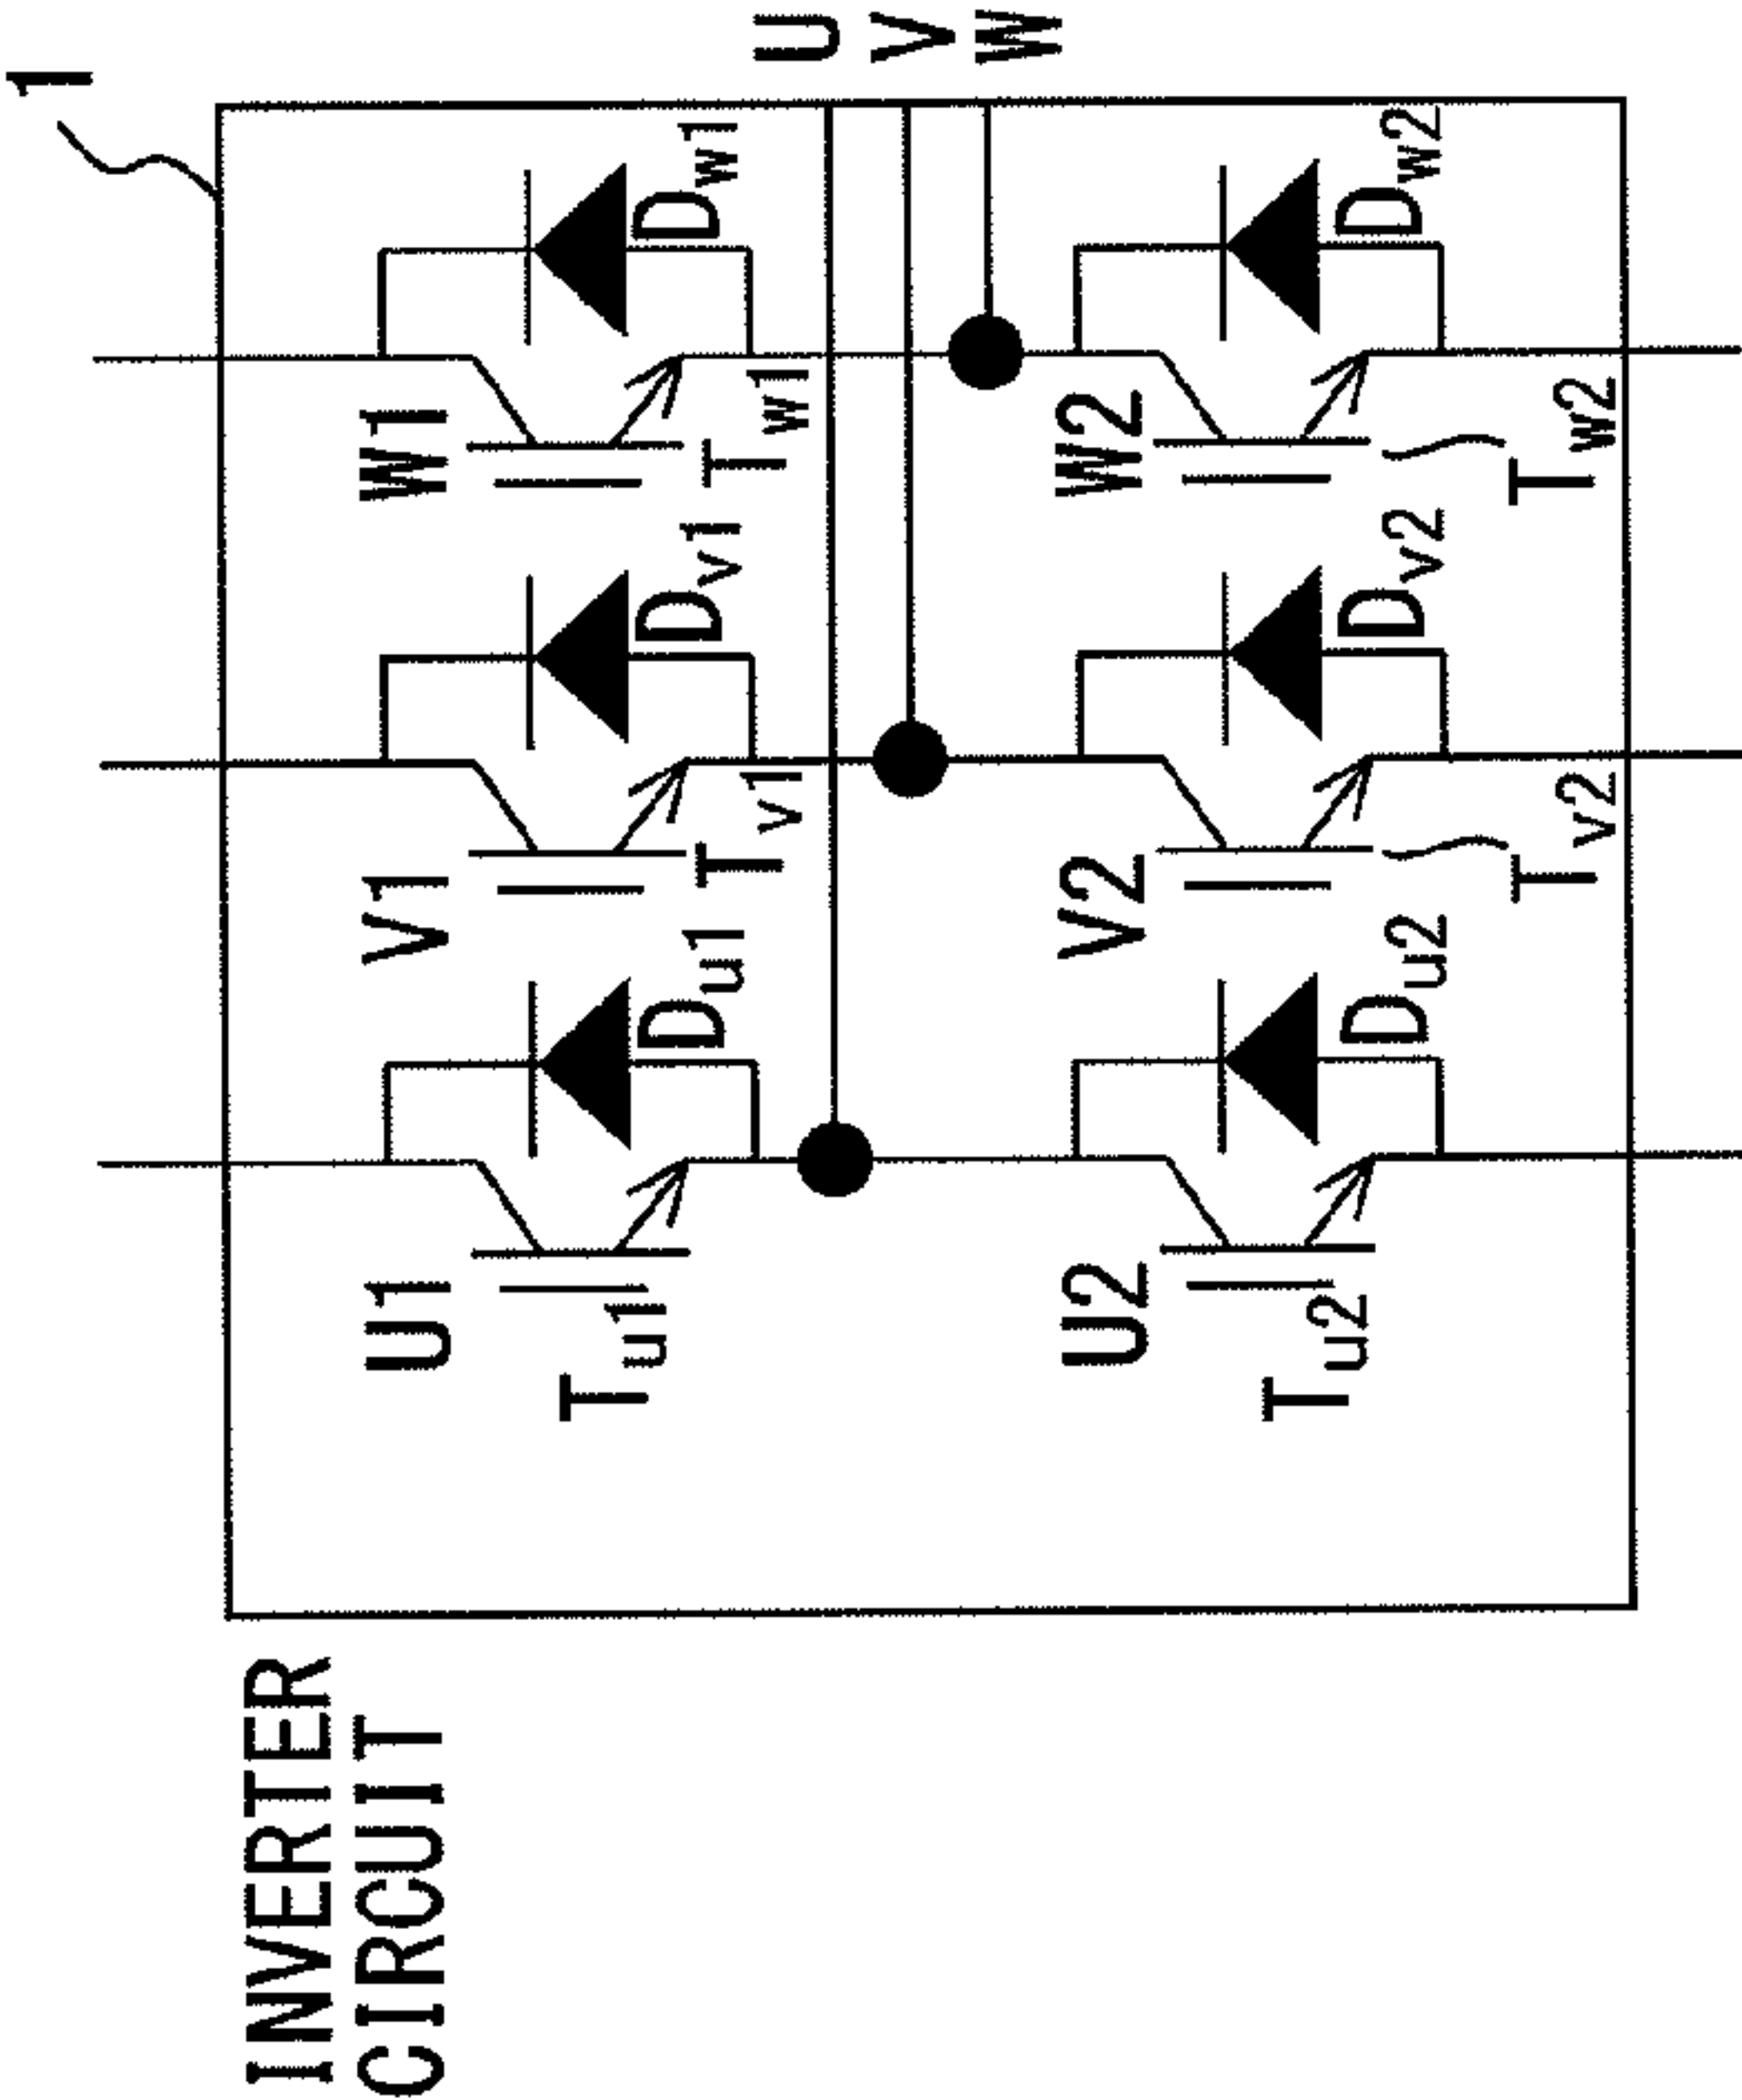 1
INVERTER
CIRCUIT
U1
V1
W1
Tu1
Du1
Dv1
Dw1
Tv1
Tw1
U
V
W
U2
V2
W2
Tu2
Du2
Dv2
Dw2
Tv2
Tw2